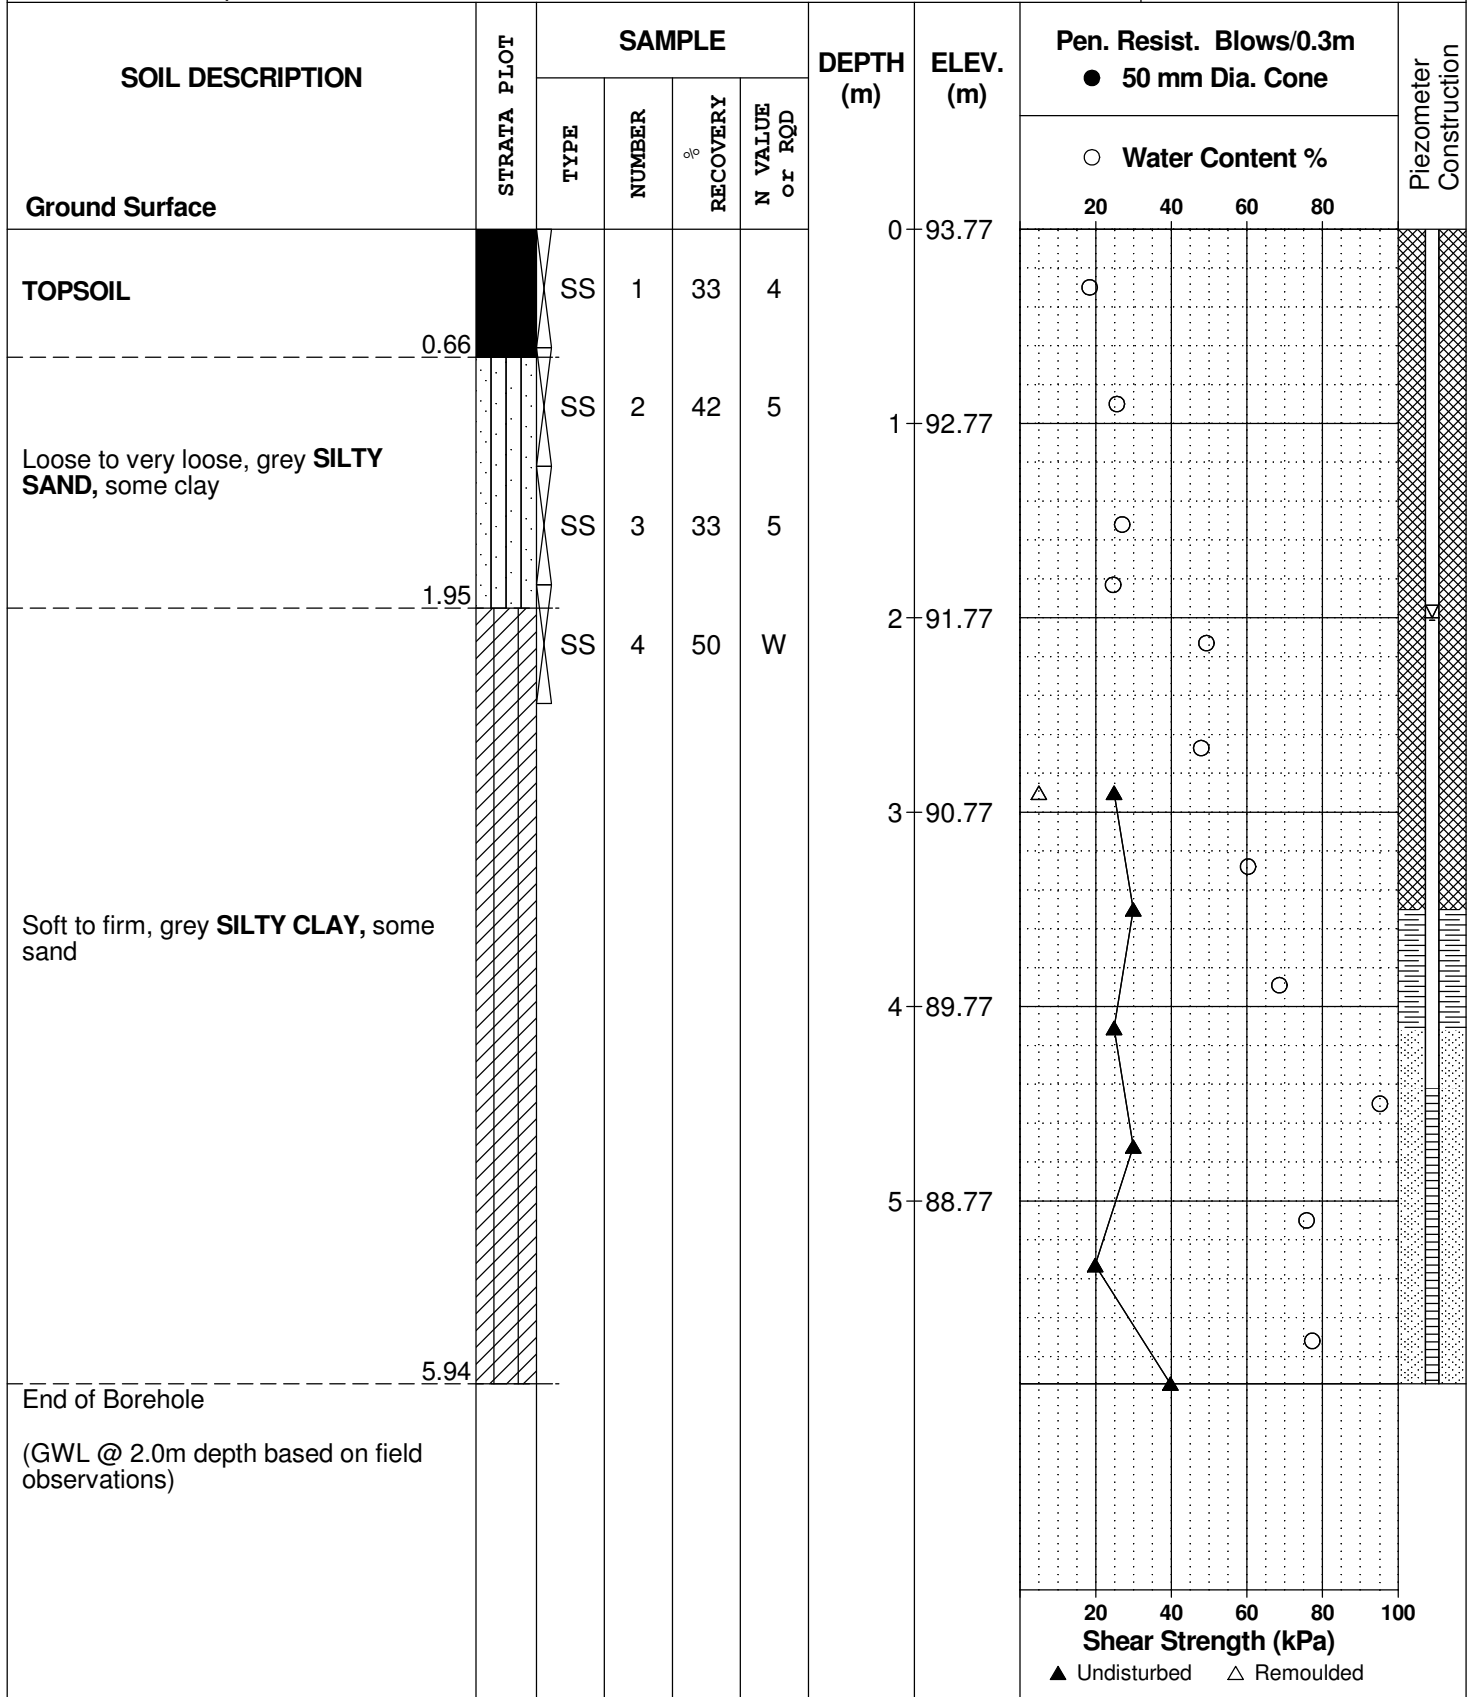 SOIL DESCRIPTION
Ground Surface
STRATA PLOT
SAMPLE
TYPE
NUMBER
%
RECOVERY
N VALUE
or RQD
DEPTH
(m)
ELEV.
(m)
Pen. Resist. Blows/0.3m
● 50 mm Dia. Cone
○ Water Content %
20 40 60 80
Piezometer
Construction
0 93.77
TOPSOIL
SS 1 33 4
0.66
SS 2 42 5
1 92.77
Loose to very loose, grey SILTY
SAND, some clay
SS 3 33 5
1.95
2 91.77
SS 4 50 W
3 90.77
Soft to firm, grey SILTY CLAY, some
sand
4 89.77
5 88.77
5.94
End of Borehole
(GWL @ 2.0m depth based on field
observations)
20 40 60 80 100
Shear Strength (kPa)
▲ Undisturbed △ Remoulded